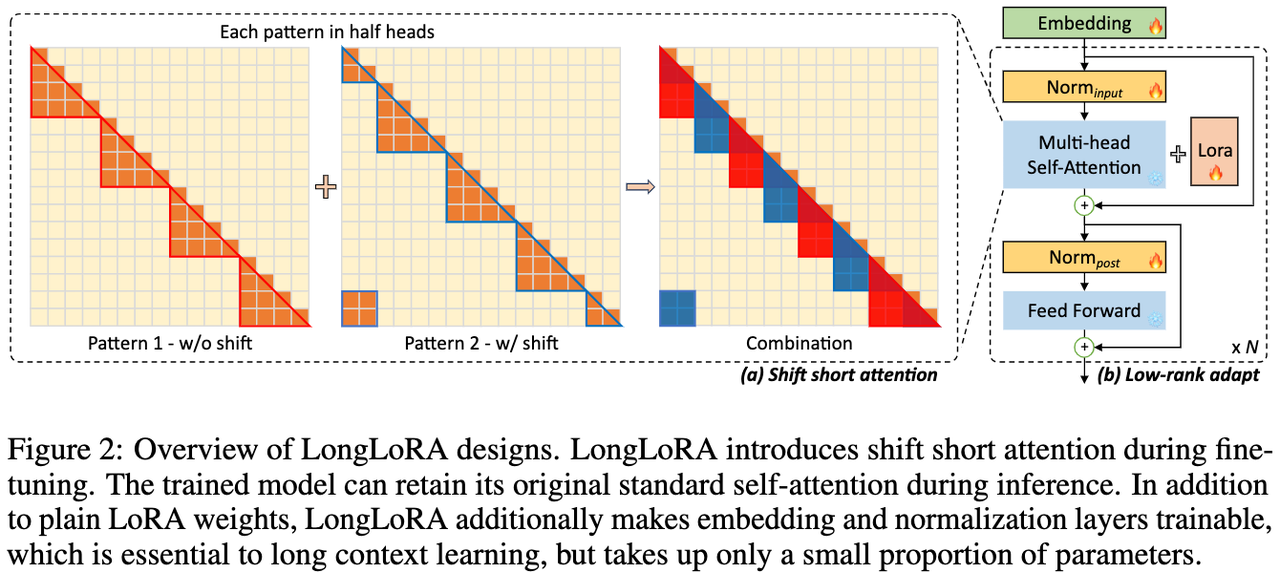 Each pattern in half heads
Pattern 1 - w/o shift
Pattern 2 - w/ shift
Combination
(a) Shift short attention
Embedding
Norm input
Multi-head
Self-Attention
Lora
Norm post
Feed Forward
x N
(b) Low-rank adapt
Figure 2: Overview of LongLoRA designs. LongLoRA introduces shift short attention during fine-
tuning. The trained model can retain its original standard self-attention during inference. In addition
to plain LoRA weights, LongLoRA additionally makes embedding and normalization layers trainable,
which is essential to long context learning, but takes up only a small proportion of parameters.